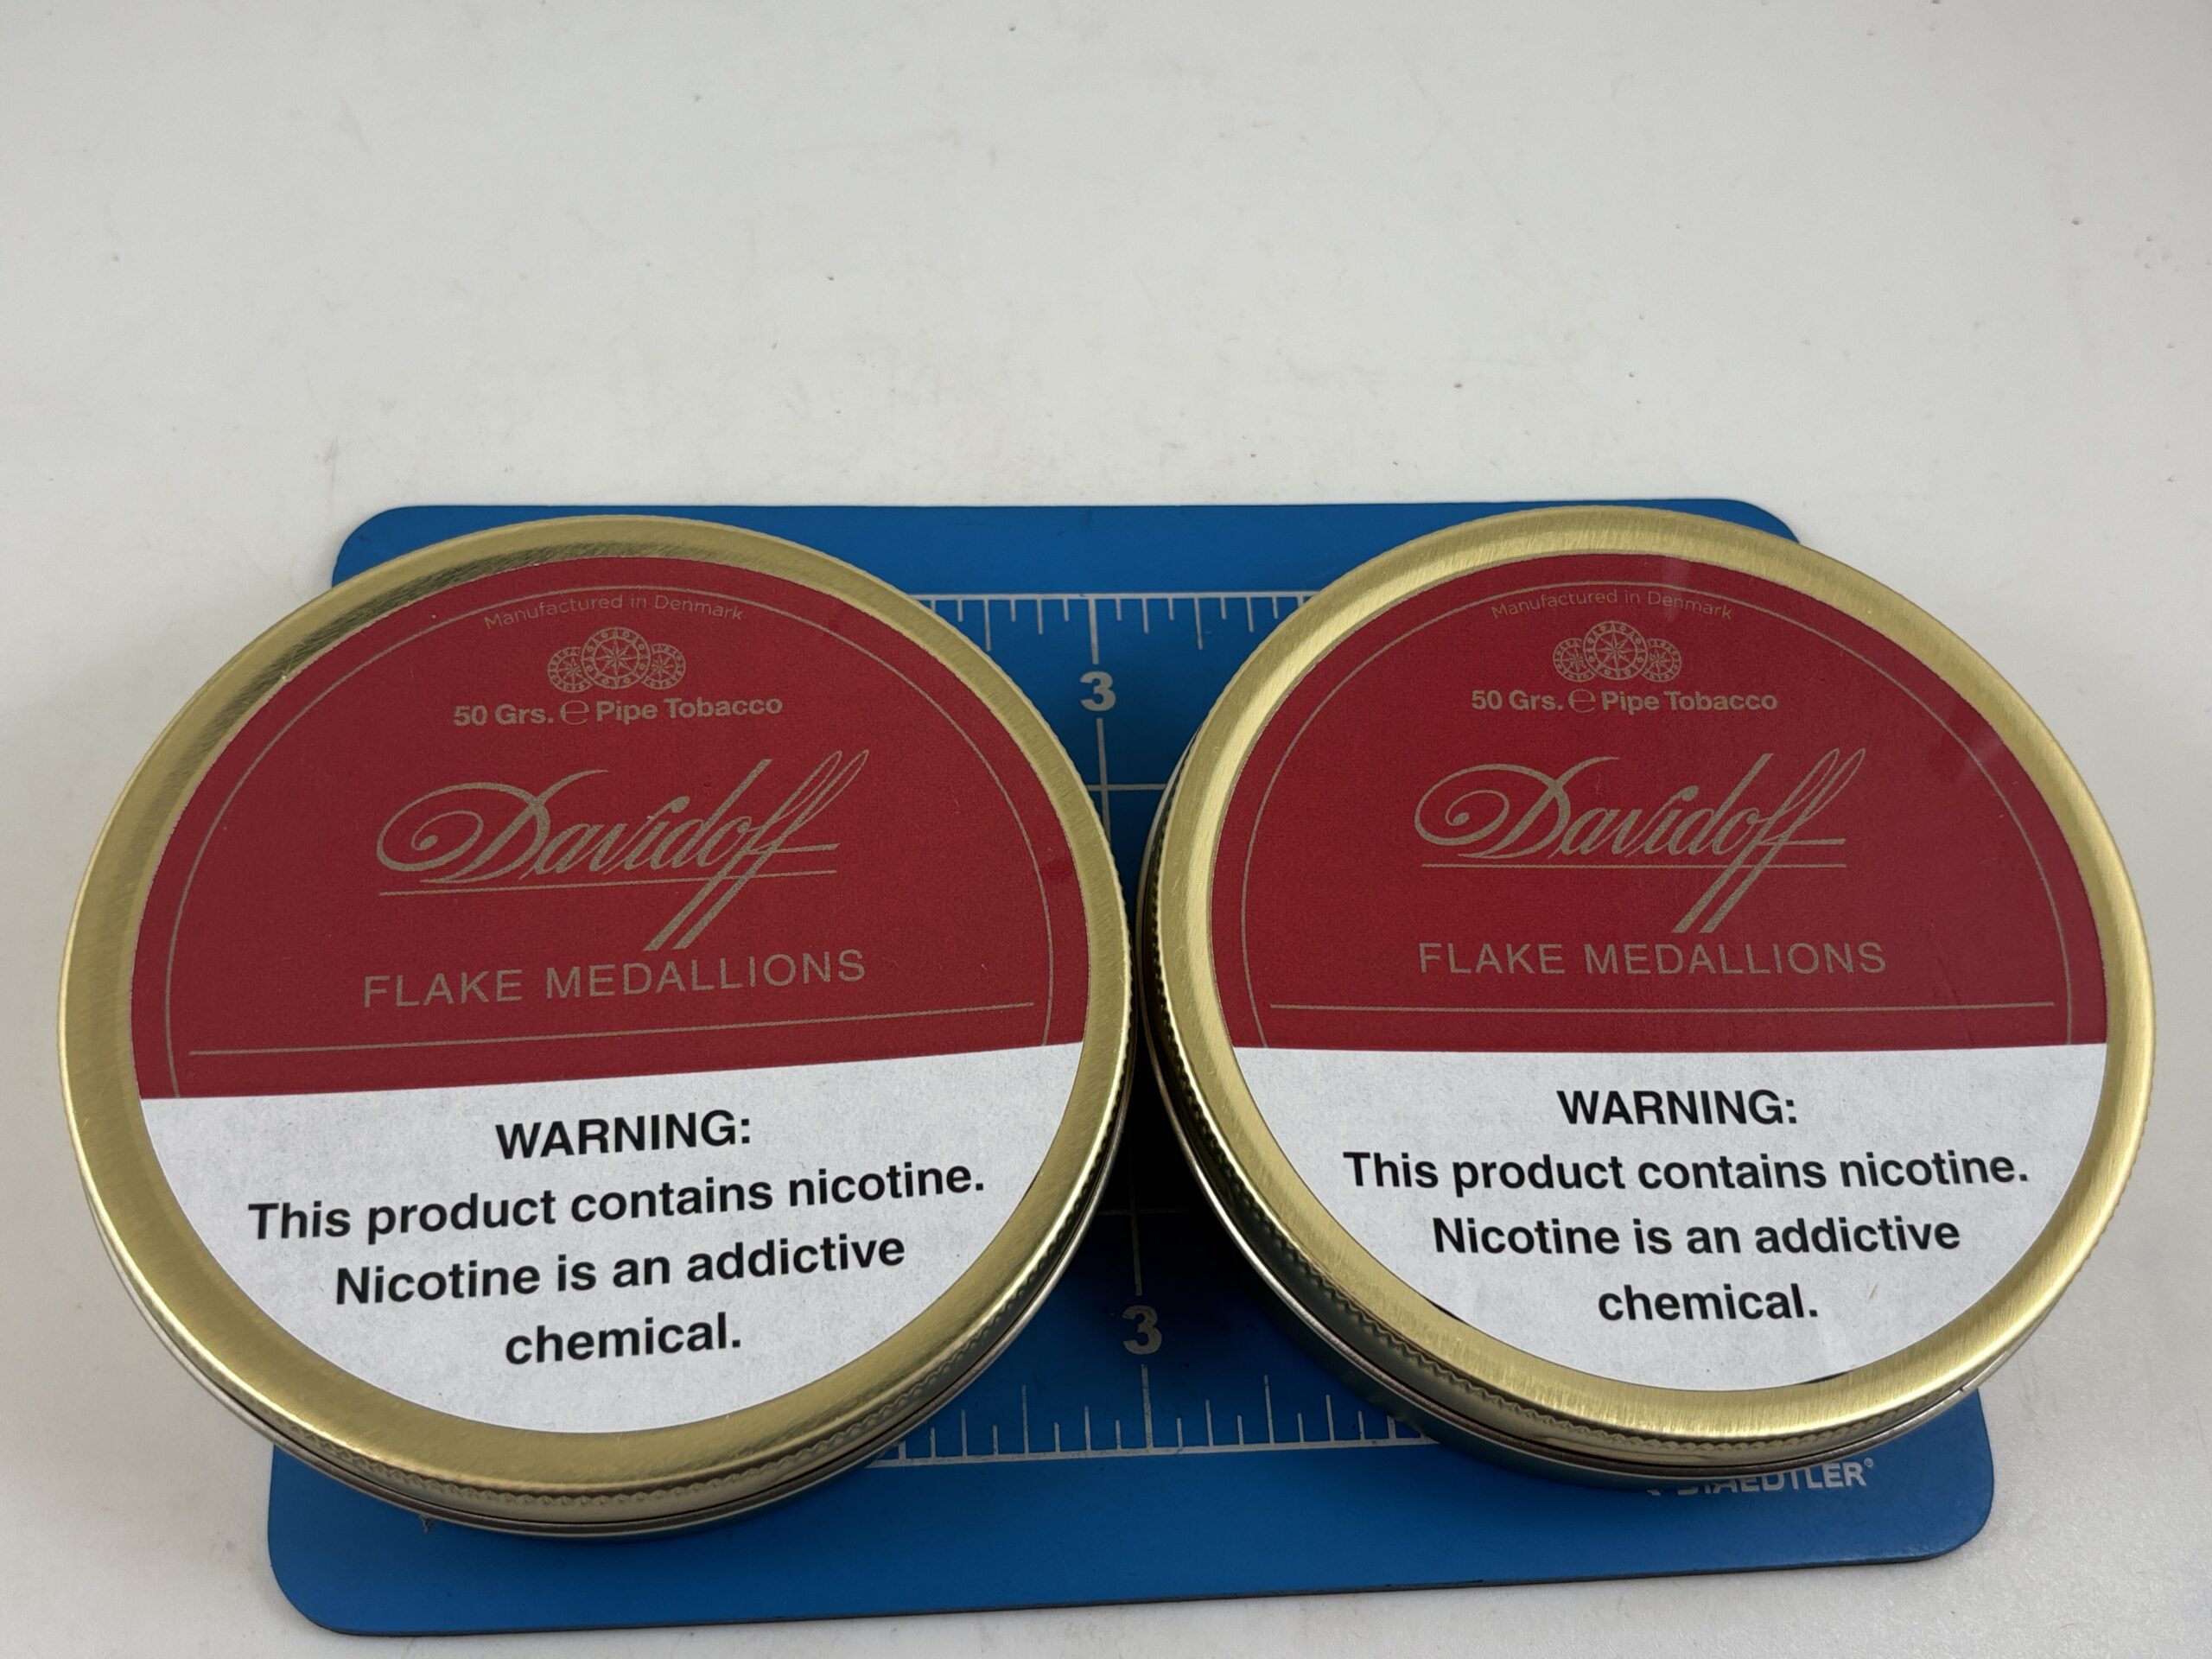 Manufactured in Denmark
50 Grs. ℮ Pipe Tobacco
Davidoff
FLAKE MEDALLIONS
WARNING:
This product contains nicotine.
Nicotine is an addictive
chemical.
Manufactured in Denmark
50 Grs. ℮ Pipe Tobacco
Davidoff
FLAKE MEDALLIONS
WARNING:
This product contains nicotine.
Nicotine is an addictive
chemical.
3
3
STAEDTLER®